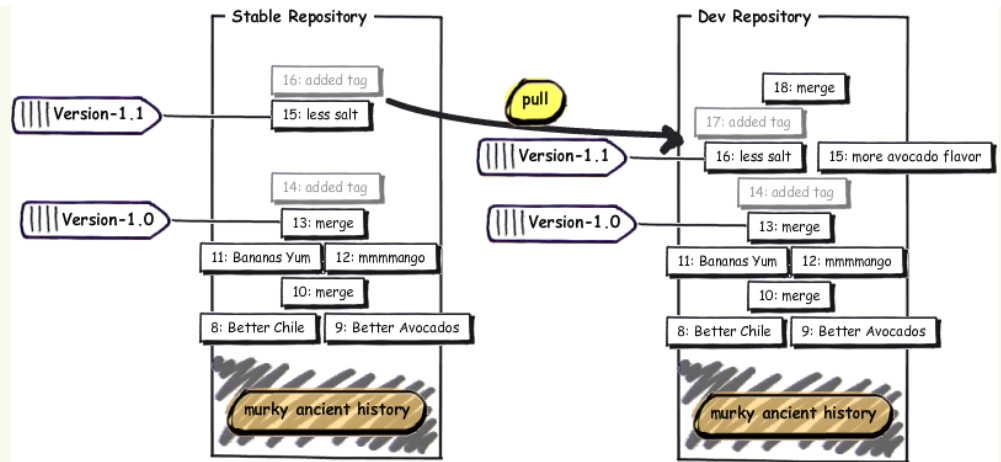 Stable Repository
16: added tag
Version-1.1
15: less salt
14: added tag
Version-1.0
13: merge
11: Bananas Yum
12: mmmmango
10: merge
8: Better Chile
9: Better Avocados
murky ancient history
pull
Dev Repository
18: merge
17: added tag
Version-1.1
16: less salt
15: more avocado flavor
14: added tag
Version-1.0
13: merge
11: Bananas Yum
12: mmmmango
10: merge
8: Better Chile
9: Better Avocados
murky ancient history